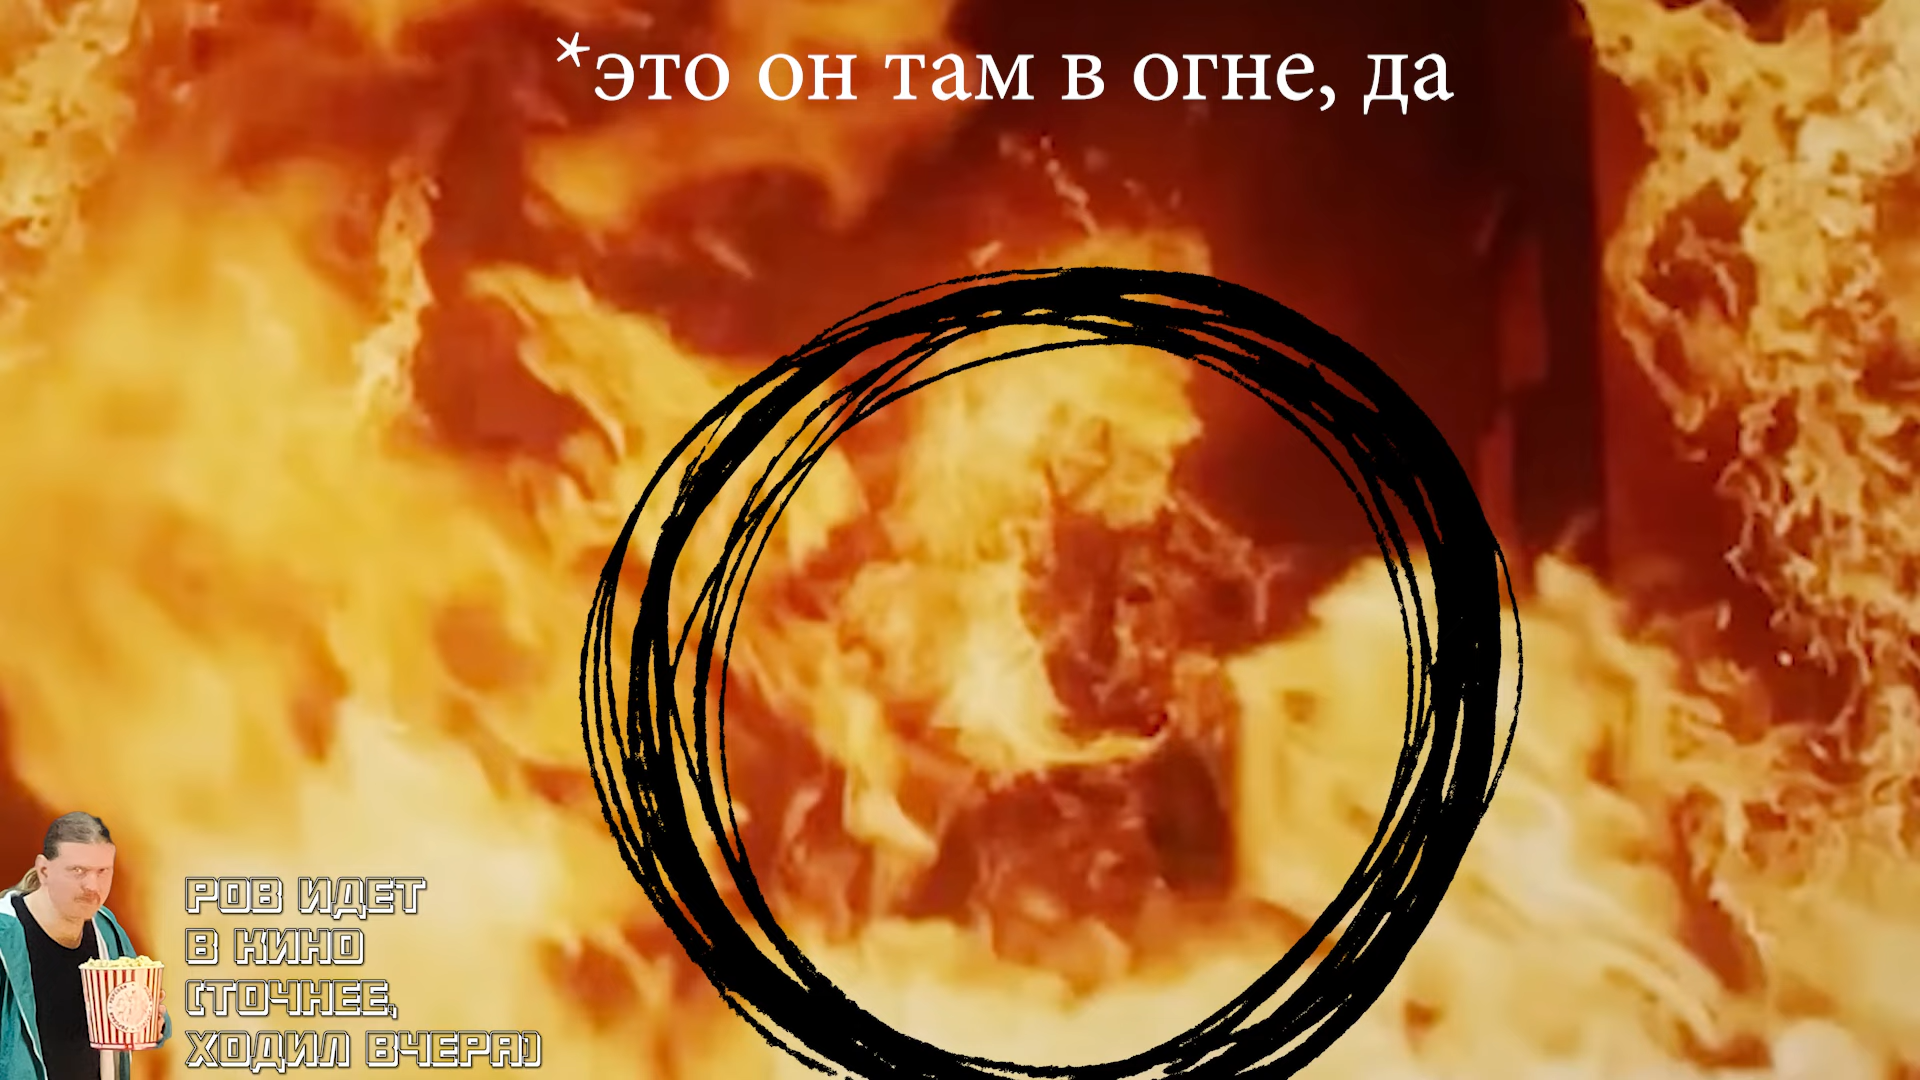 *это он там в огне, да
РОВ ИДЕТ
В КИНО
(ТОЧНЕЕ,
ХОДИЛ ВЧЕРА)